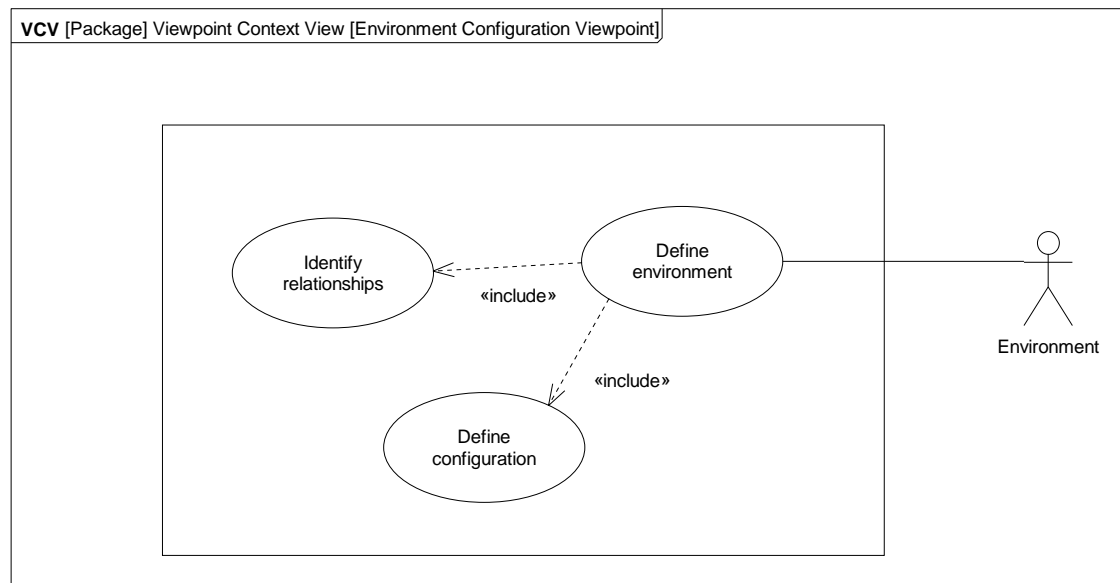 VCV [Package] Viewpoint Context View [Environment Configuration Viewpoint]
Define
environment
Identify
relationships
«include»
Environment
«include»
Define
configuration